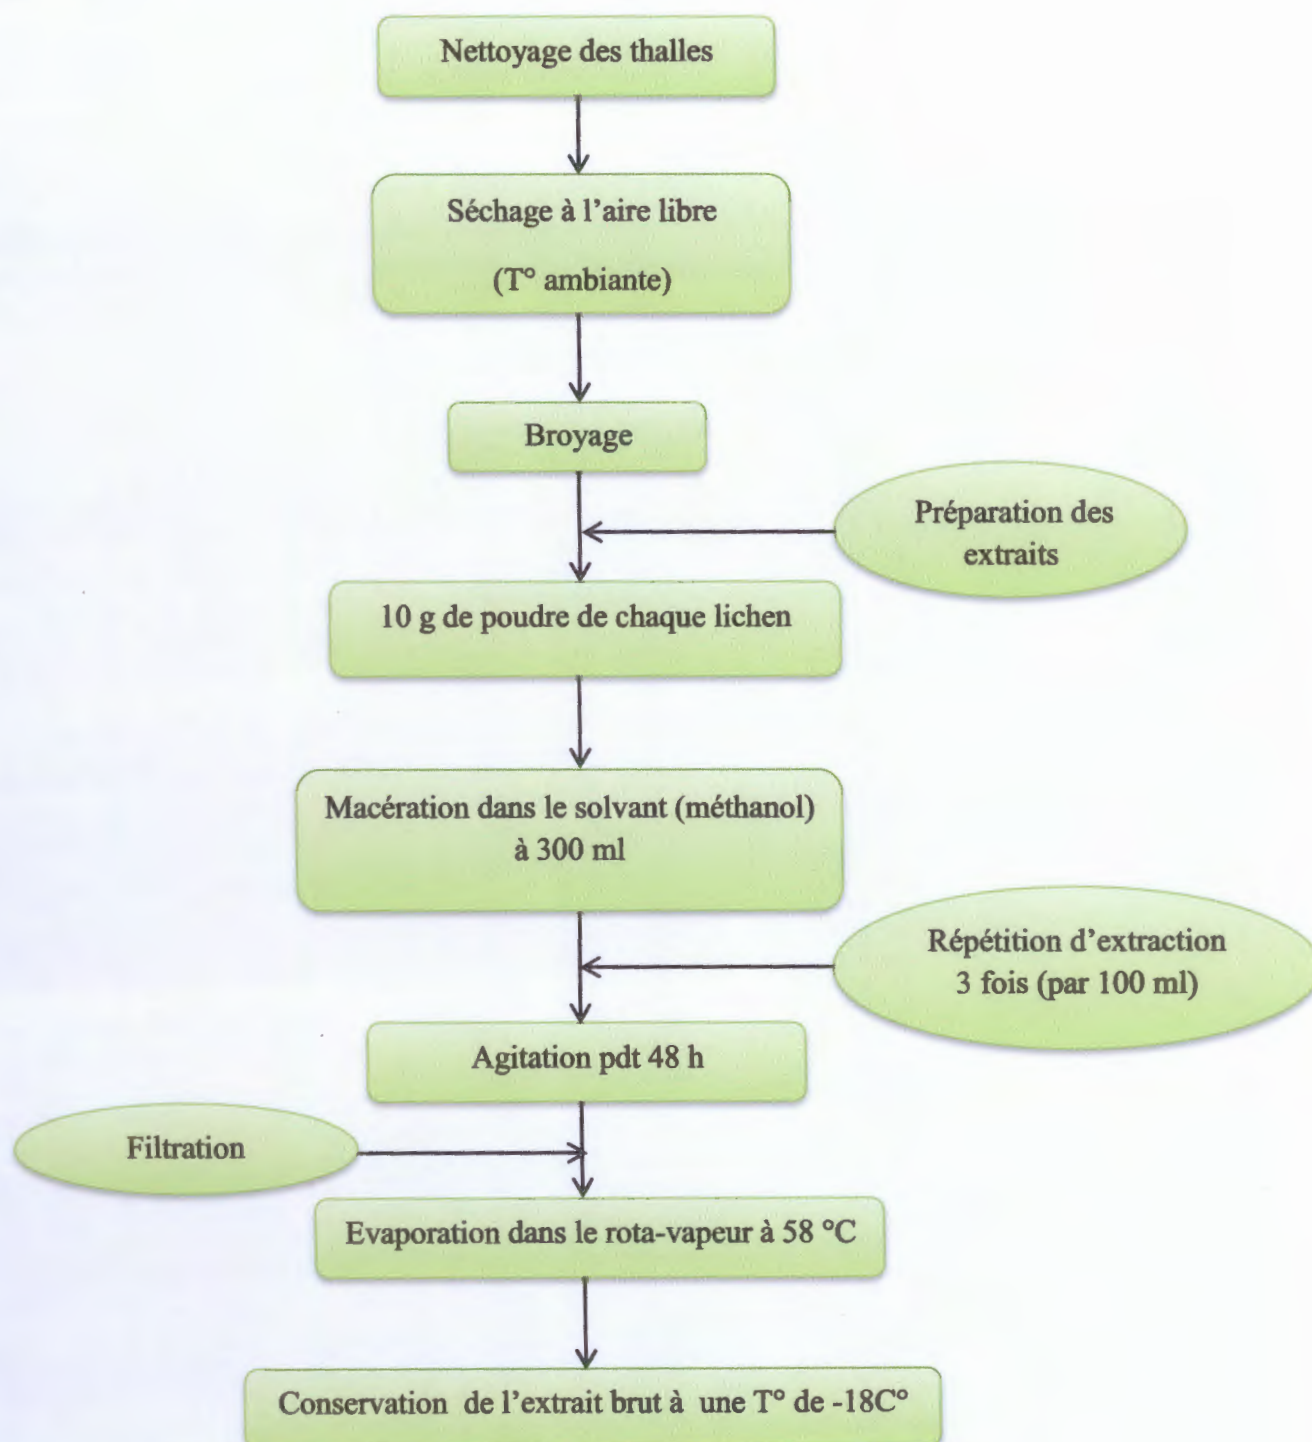 Nettoyage des thalles
Séchage à l’aire libre
(T° ambiante)
Broyage
Préparation des
extraits
10 g de poudre de chaque lichen
Macération dans le solvant (méthanol)
à 300 ml
Répétition d’extraction
3 fois (par 100 ml)
Agitation pdt 48 h
Filtration
Evaporation dans le rota-vapeur à 58 °C
Conservation de l’extrait brut à une T° de -18C°